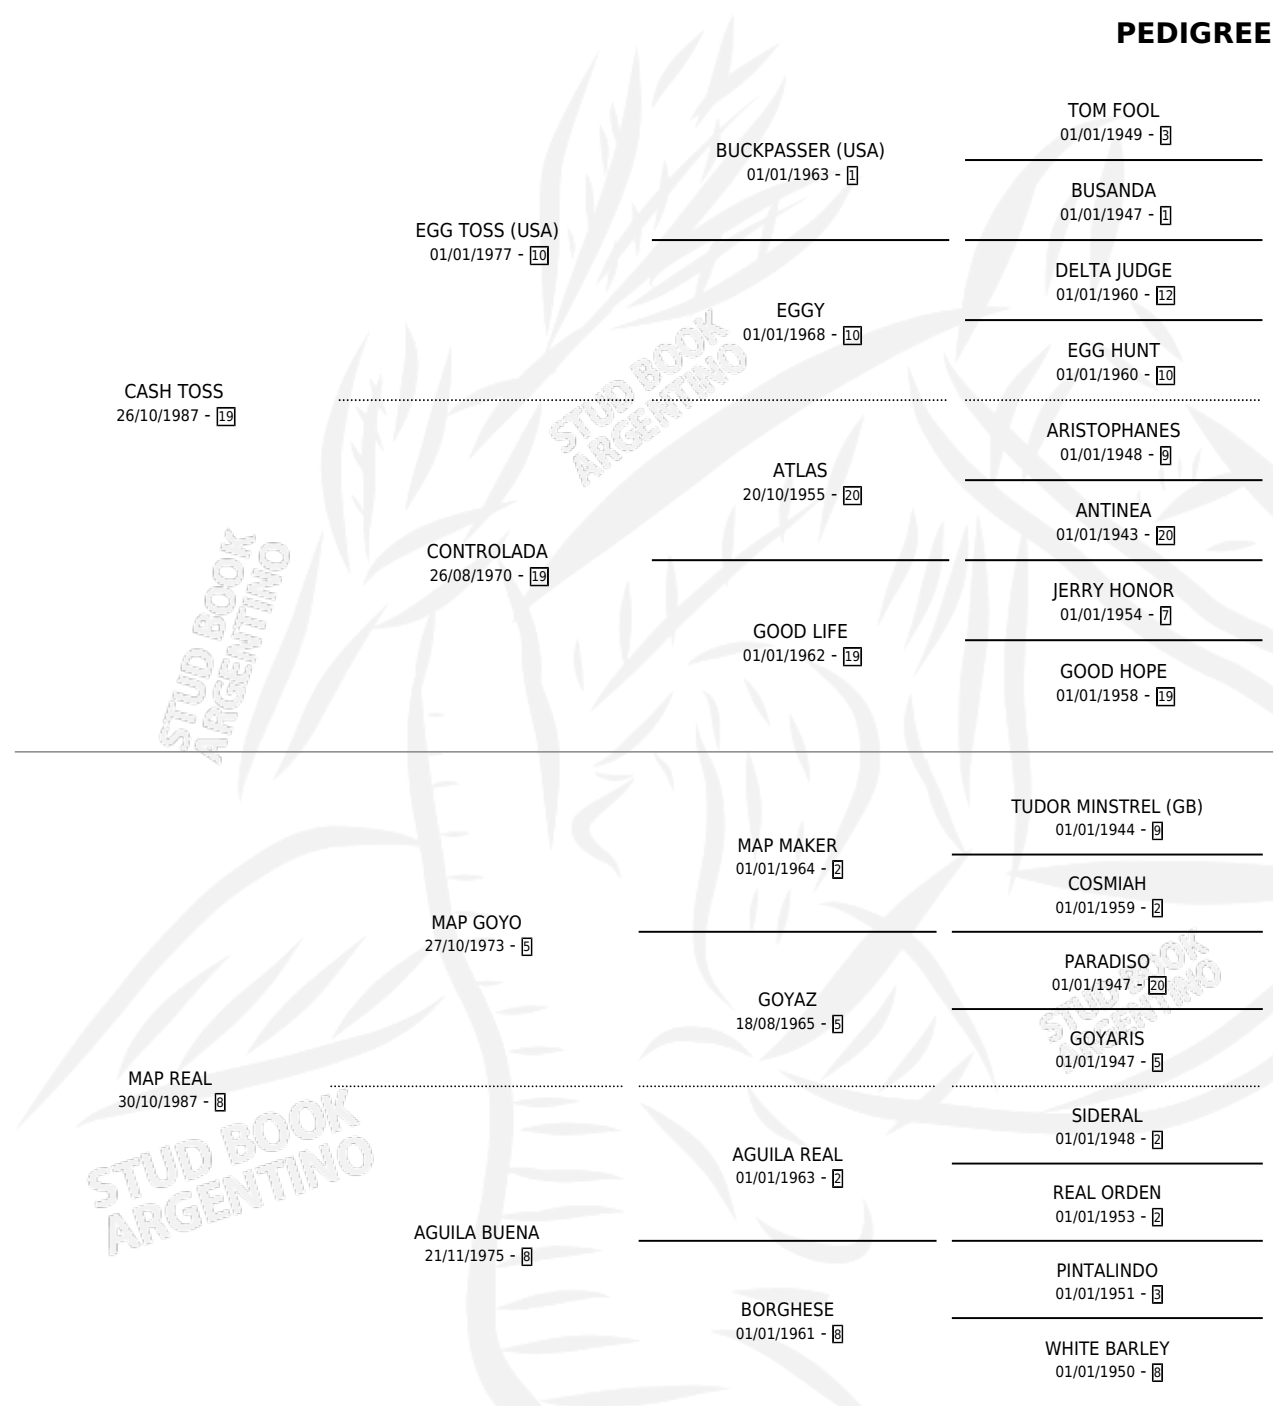 PEDIGREE
TOM FOOL
01/01/1949 - 3
BUCKPASSER (USA)
01/01/1963 - 1
BUSANDA
01/01/1947 - 1
EGG TOSS (USA)
01/01/1977 - 10
DELTA JUDGE
01/01/1960 - 12
EGGY
01/01/1968 - 10
EGG HUNT
01/01/1960 - 10
CASH TOSS
26/10/1987 - 19
STUD BOOK
ARGENTINO
ARISTOPHANES
01/01/1948 - 9
ATLAS
20/10/1955 - 20
ANTINEA
01/01/1943 - 20
CONTROLADA
26/08/1970 - 19
JERRY HONOR
01/01/1954 - 7
GOOD LIFE
01/01/1962 - 19
GOOD HOPE
01/01/1958 - 19
STUD BOOK
ARGENTINO
TUDOR MINSTREL (GB)
01/01/1944 - 9
MAP MAKER
01/01/1964 - 2
COSMIAH
01/01/1959 - 2
MAP GOYO
27/10/1973 - 5
PARADISO
01/01/1947 - 20
GOYAZ
18/08/1965 - 5
STUD BOOK
ARGENTINO
GOYARIS
01/01/1947 - 5
MAP REAL
30/10/1987 - 8
SIDERAL
01/01/1948 - 2
AGUILA REAL
01/01/1963 - 2
REAL ORDEN
01/01/1953 - 2
STUD BOOK
ARGENTINO
AGUILA BUENA
21/11/1975 - 8
PINTALINDO
01/01/1951 - 3
BORGHESE
01/01/1961 - 8
WHITE BARLEY
01/01/1950 - 8